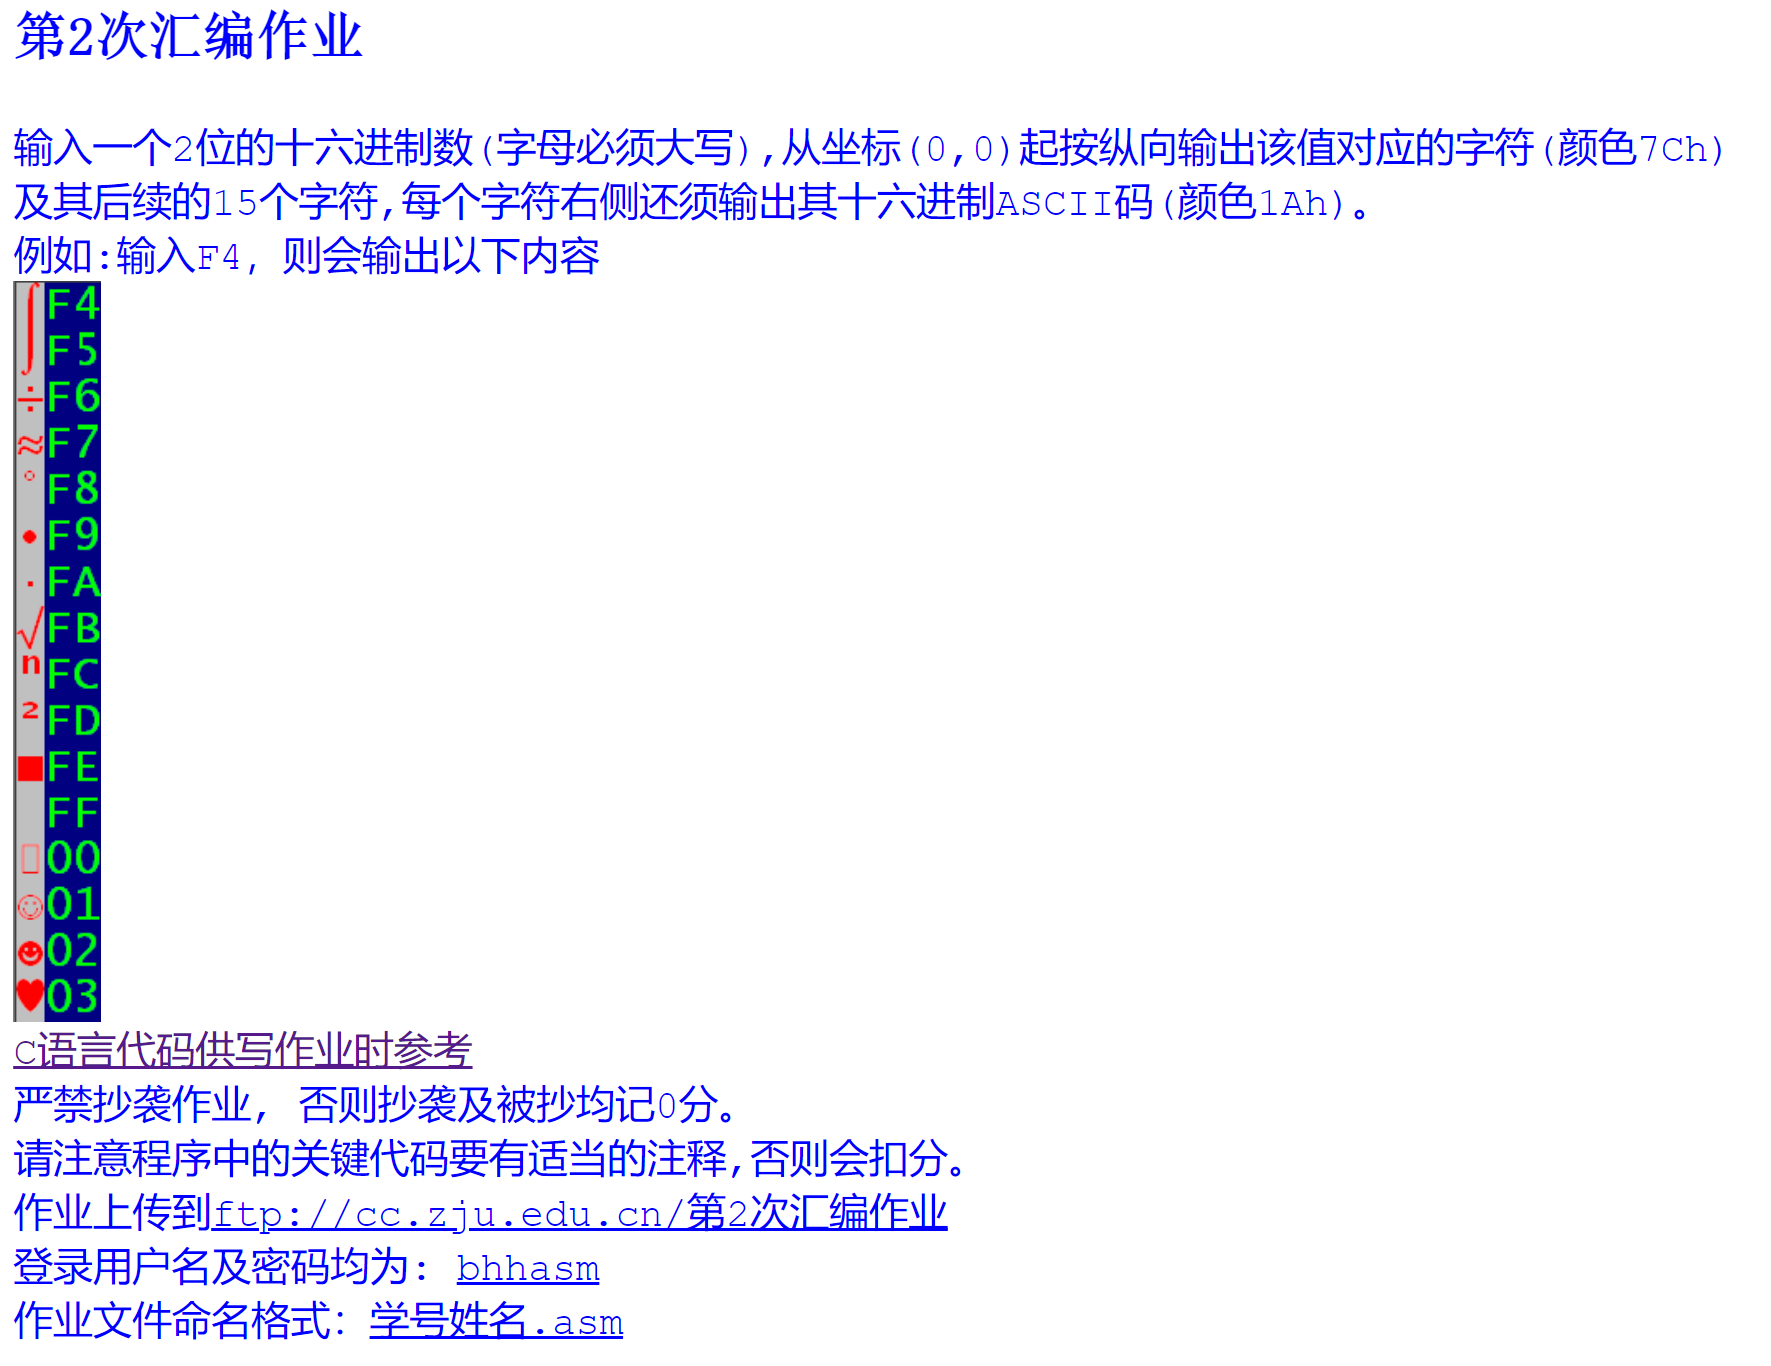 第2次汇编作业
输入一个2位的十六进制数(字母必须大写),从坐标(0,0)起按纵向输出该值对应的字符(颜色7Ch)
及其后续的15个字符,每个字符右侧还须输出其十六进制ASCII码(颜色1Ah)。
例如:输入F4, 则会输出以下内容
⌠F4
⌡F5
÷F6
≈F7
°F8
∙F9
·FA
√FB
ⁿFC
²FD
■FE
FF
00
☺01
☻02
♥03
C语言代码供写作业时参考
严禁抄袭作业, 否则抄袭及被抄均记0分。
请注意程序中的关键代码要有适当的注释,否则会扣分。
作业上传到ftp://cc.zju.edu.cn/第2次汇编作业
登录用户名及密码均为: bhhasm
作业文件命名格式: 学号姓名.asm